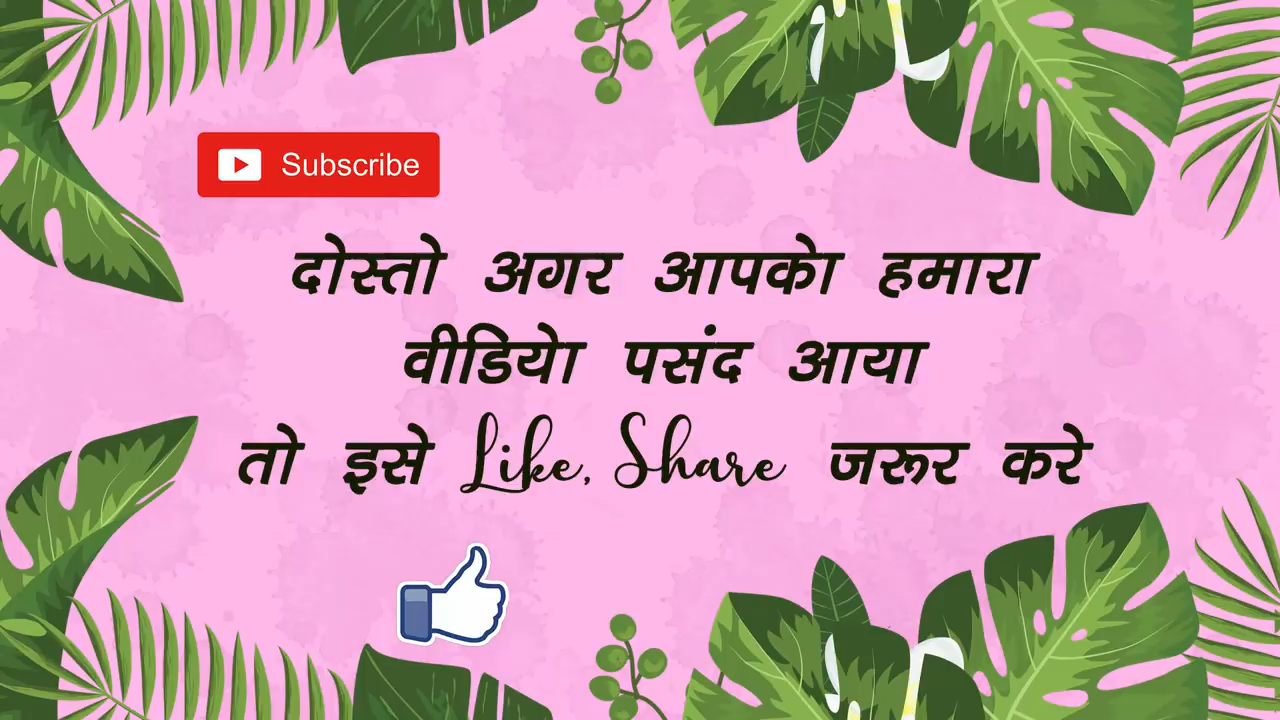 Subscribe
दोस्तो अगर आपको हमारा
वीडियो पसंद आया
तो इसे Like, Share जरूर करे